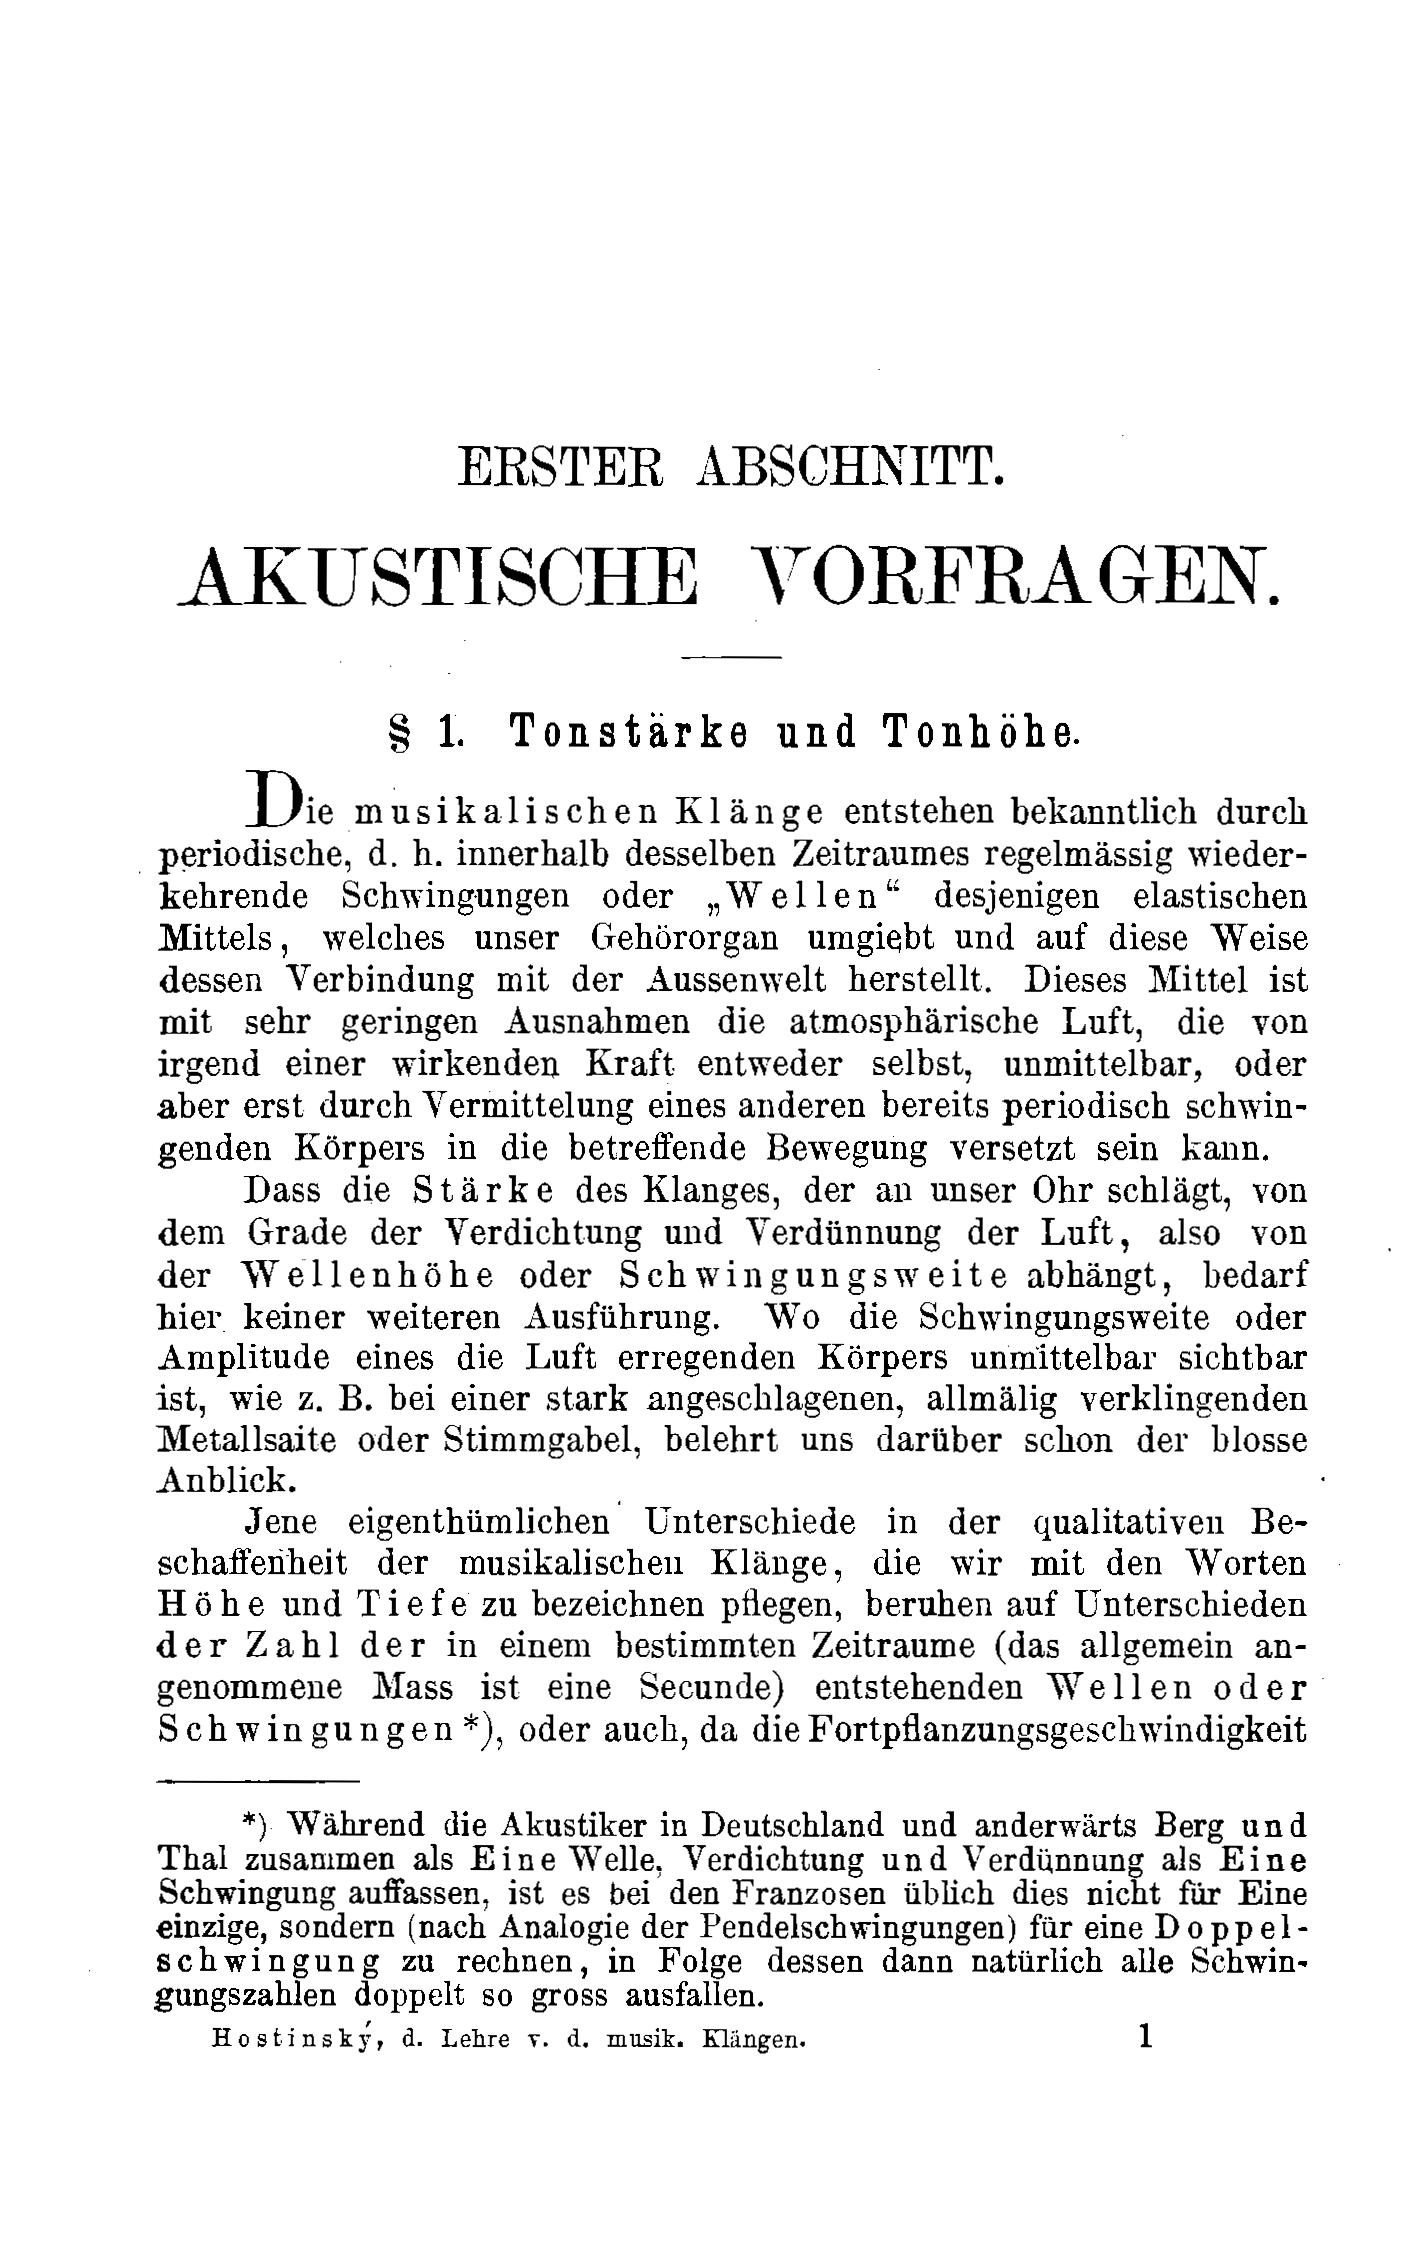 ERSTER ABSCHNITT.
AKUSTISCHE VORFRAGEN.
§ 1. Tonstärke und Tonhöhe.
Die musikalischen Klänge entstehen bekanntlich durch
periodische, d. h. innerhalb desselben Zeitraumes regelmässig wieder-
kehrende Schwingungen oder „Wellen“ desjenigen elastischen
Mittels, welches unser Gehörorgan umgiebt und auf diese Weise
dessen Verbindung mit der Aussenwelt herstellt. Dieses Mittel ist
mit sehr geringen Ausnahmen die atmosphärische Luft, die von
irgend einer wirkenden Kraft entweder selbst, unmittelbar, oder
aber erst durch Vermittelung eines anderen bereits periodisch schwin-
genden Körpers in die betreffende Bewegung versetzt sein kann.
Dass die Stärke des Klanges, der an unser Ohr schlägt, von
dem Grade der Verdichtung und Verdünnung der Luft, also von
der Wellenhöhe oder Schwingungsweite abhängt, bedarf
hier keiner weiteren Ausführung. Wo die Schwingungsweite oder
Amplitude eines die Luft erregenden Körpers unmittelbar sichtbar
ist, wie z. B. bei einer stark angeschlagenen, allmälig verklingenden
Metallsaite oder Stimmgabel, belehrt uns darüber schon der blosse
Anblick.
Jene eigenthümlichen Unterschiede in der qualitativen Be-
schaffenheit der musikalischen Klänge, die wir mit den Worten
Höhe und Tiefe zu bezeichnen pflegen, beruhen auf Unterschieden
der Zahl der in einem bestimmten Zeitraume (das allgemein an-
genommene Mass ist eine Secunde) entstehenden Wellen oder
Schwingungen*), oder auch, da die Fortpflanzungsgeschwindigkeit
*) Während die Akustiker in Deutschland und anderwärts Berg und
Thal zusammen als Eine Welle, Verdichtung und Verdünnung als Eine
Schwingung auffassen, ist es bei den Franzosen üblich dies nicht für Eine
einzige, sondern (nach Analogie der Pendelschwingungen) für eine Doppel-
schwingung zu rechnen, in Folge dessen dann natürlich alle Schwin-
gungszahlen doppelt so gross ausfallen.
Hostinský, d. Lehre v. d. musik. Klängen. 1